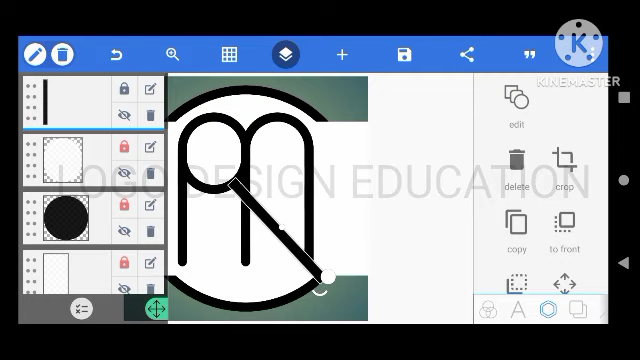 KINEMASTER
LOGO DESIGN EDUCATION
edit
delete
crop
copy
to front